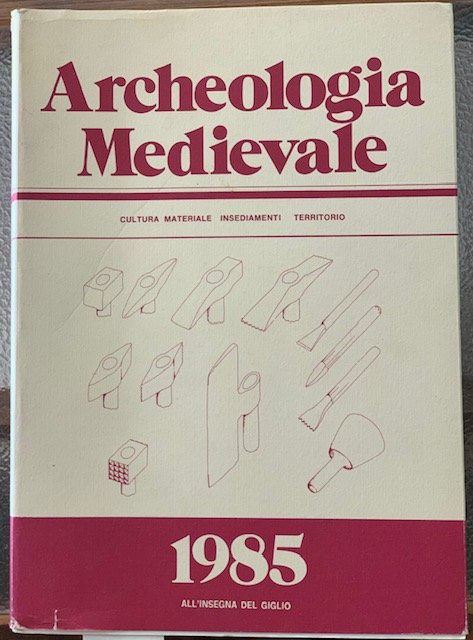 Archeologia
Medievale
CULTURA MATERIALE INSEDIAMENTI TERRITORIO
1985
ALL'INSEGNA DEL GIGLIO